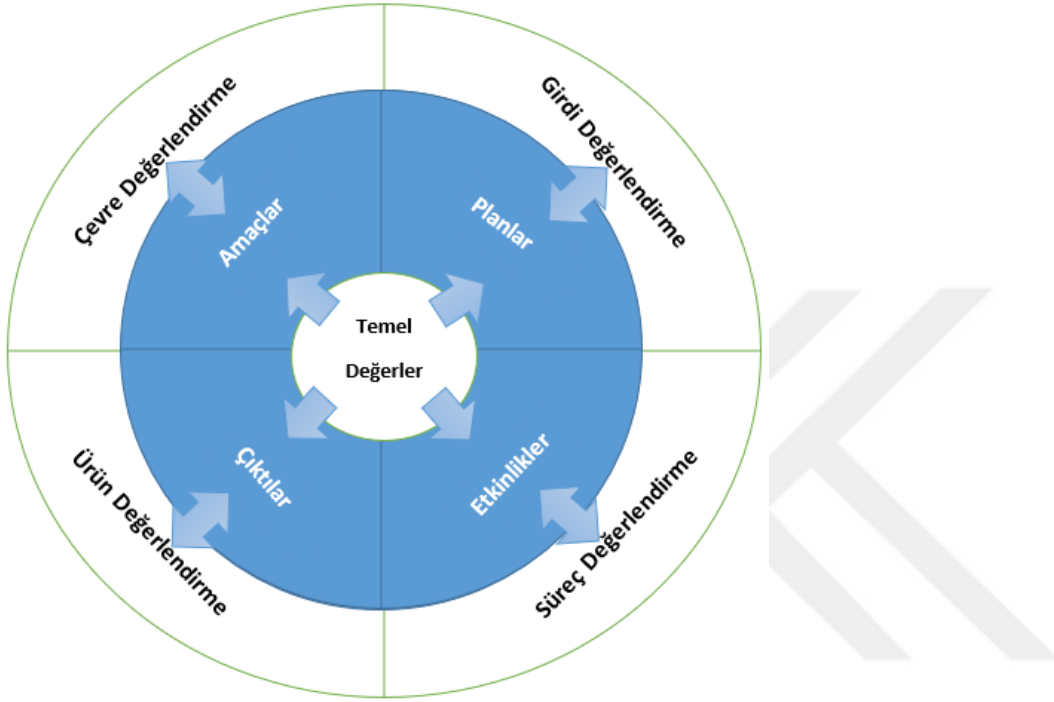 Çevre Değerlendirme
Girdi Değerlendirme
Amaçlar
Planlar
Temel
Değerler
Çıktılar
Etkinlikler
Ürün Değerlendirme
Süreç Değerlendirme